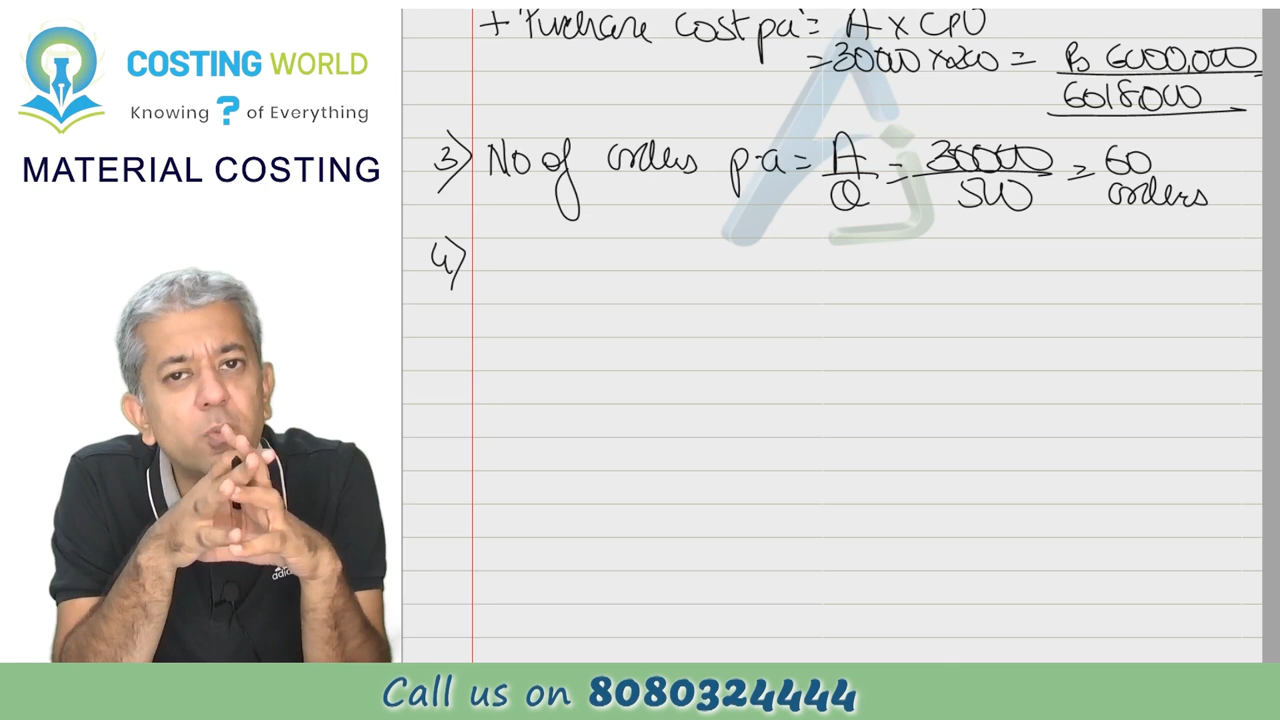 COSTING WORLD
Knowing ? of Everything
MATERIAL COSTING
+ Purchase cost pa = A x CPU
= 30000 x 200 = Rs 6000,000
6018000
3) No of orders p.a = A/Q = 30000/500 = 60 orders
4)
adidas
Call us on 8080324444